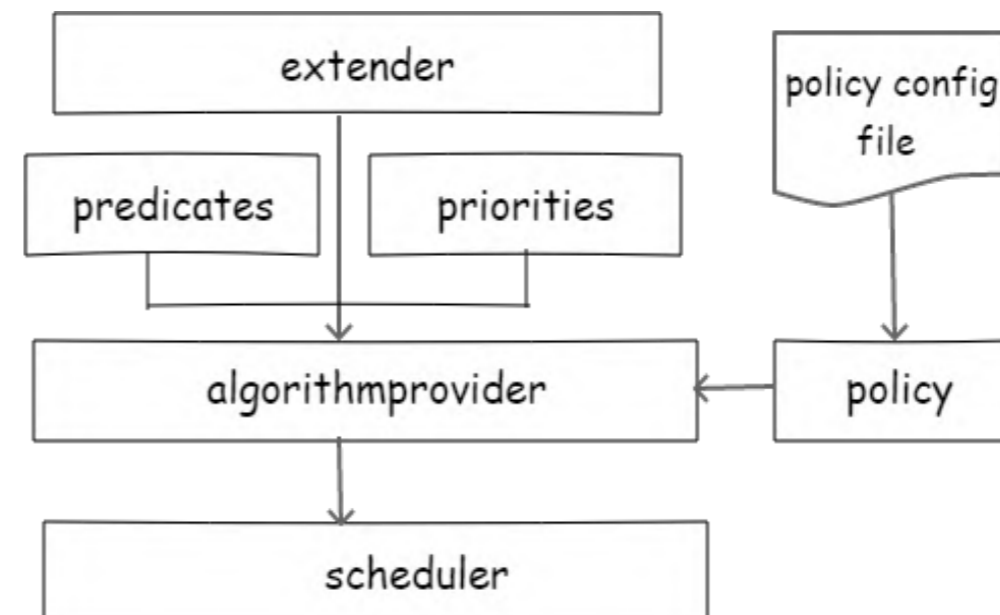 extender
policy config
file
predicates
priorities
algorithmprovider
policy
scheduler